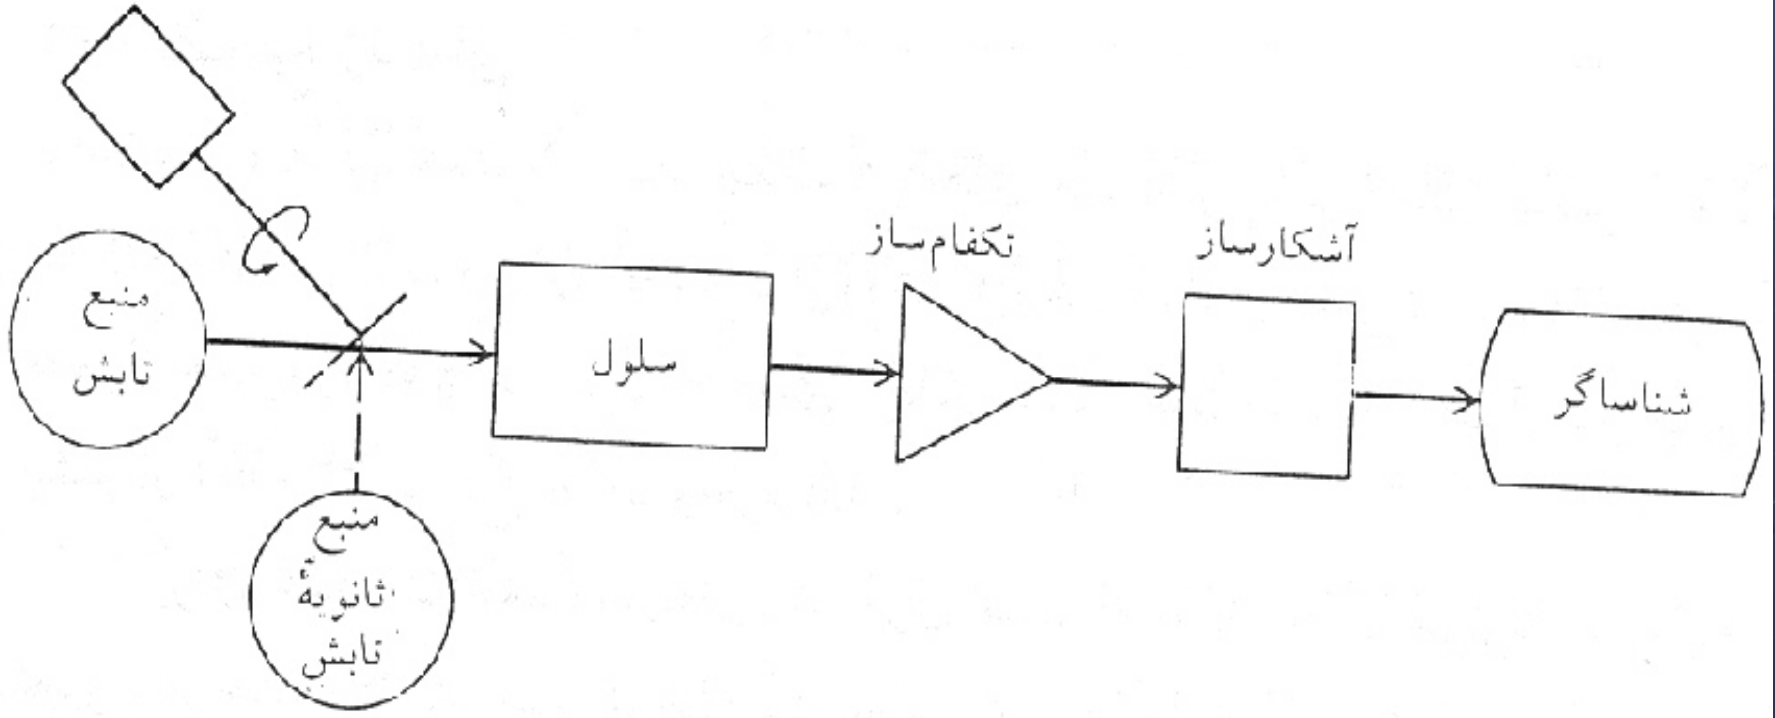 منبع
تابش
سلول
تکفام‌ساز
آشکارساز
شناساگر
منبع
ثانویهٔ
تابش